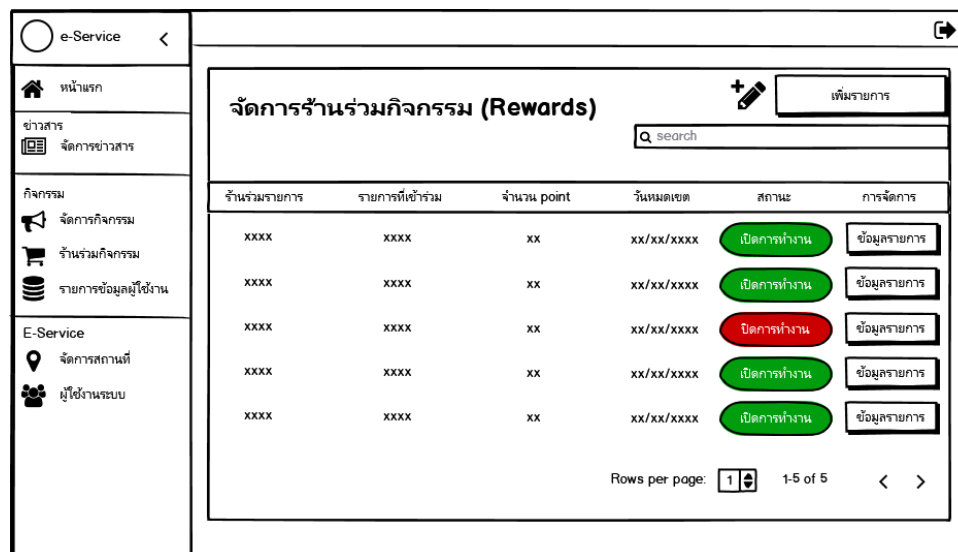 e-Service
หน้าแรก
ข่าวสาร
จัดการข่าวสาร
กิจกรรม
จัดการกิจกรรม
ร้านร่วมกิจกรรม
รายการข้อมูลผู้ใช้งาน
E-Service
จัดการสถานที่
ผู้ใช้งานระบบ
จัดการร้านร่วมกิจกรรม (Rewards)
เพิ่มรายการ
search
ร้านร่วมรายการ รายการที่เข้าร่วม จำนวน point วันหมดเขต สถานะ การจัดการ
xxxx xxxx xx xx/xx/xxxx เปิดการทำงาน ข้อมูลรายการ
xxxx xxxx xx xx/xx/xxxx เปิดการทำงาน ข้อมูลรายการ
xxxx xxxx xx xx/xx/xxxx ปิดการทำงาน ข้อมูลรายการ
xxxx xxxx xx xx/xx/xxxx เปิดการทำงาน ข้อมูลรายการ
xxxx xxxx xx xx/xx/xxxx เปิดการทำงาน ข้อมูลรายการ
Rows per page: 1 1-5 of 5